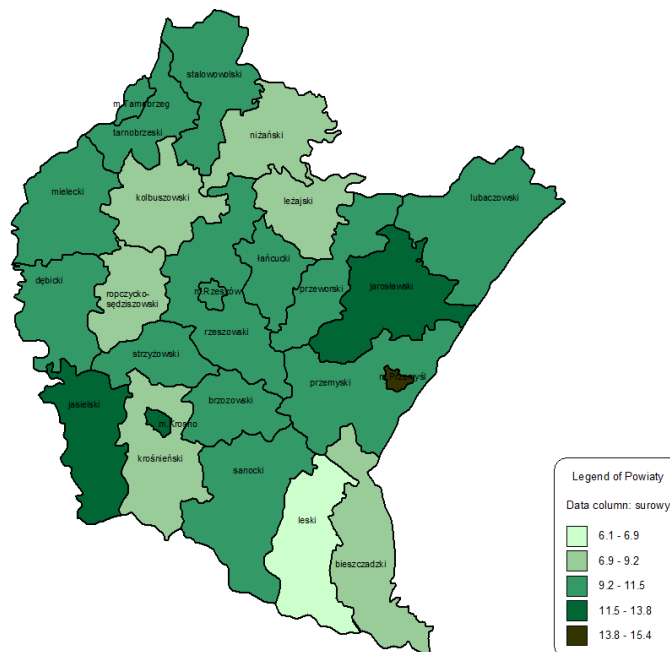 stalowowolski
m.Tarnobrzeg
tarnobrzeski
niżański
mielecki
kolbuszowski
leżajski
lubaczowski
dębicki
łańcucki
ropczycko-
sędziszowski
m.Rzeszów
przeworski
jarosławski
rzeszowski
strzyżowski
przemyski
m.Przemyśl
jasielski
brzozowski
m.Krosno
krośnieński
sanocki
leski
bieszczadzki
Legend of Powiaty
Data column: surowy
6.1 - 6.9
6.9 - 9.2
9.2 - 11.5
11.5 - 13.8
13.8 - 15.4